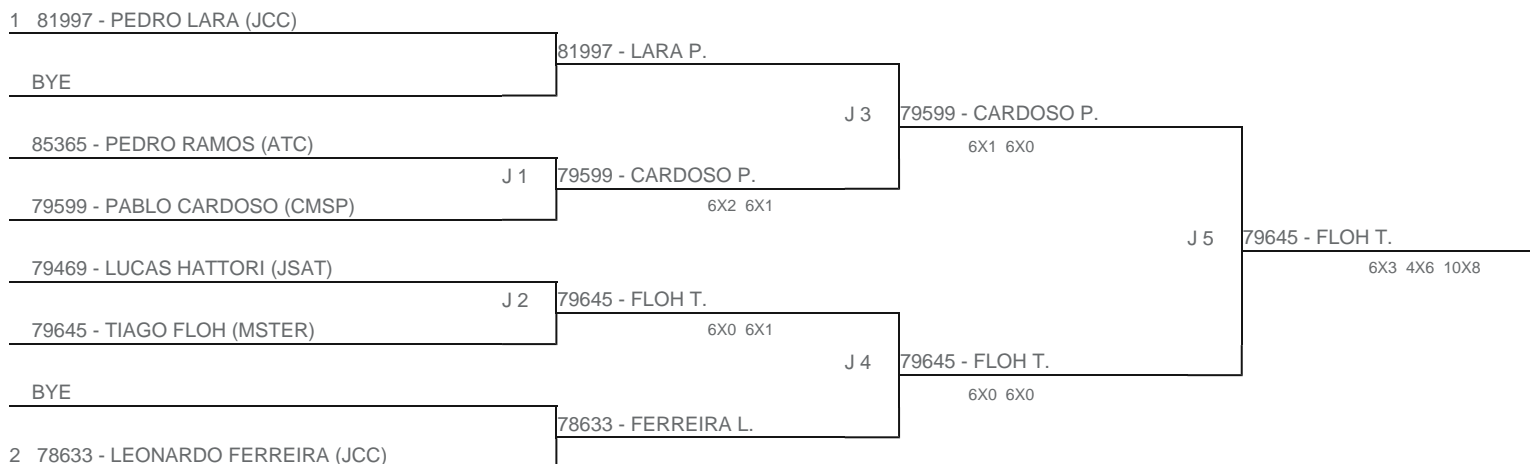 1 81997 - PEDRO LARA (JCC)
81997 - LARA P.
BYE
J 3
79599 - CARDOSO P.
6X1 6X0
85365 - PEDRO RAMOS (ATC)
J 1
79599 - CARDOSO P.
6X2 6X1
79599 - PABLO CARDOSO (CMSP)
J 5
79645 - FLOH T.
6X3 4X6 10X8
79469 - LUCAS HATTORI (JSAT)
J 2
79645 - FLOH T.
6X0 6X1
79645 - TIAGO FLOH (MSTER)
J 4
79645 - FLOH T.
6X0 6X0
BYE
78633 - FERREIRA L.
2 78633 - LEONARDO FERREIRA (JCC)